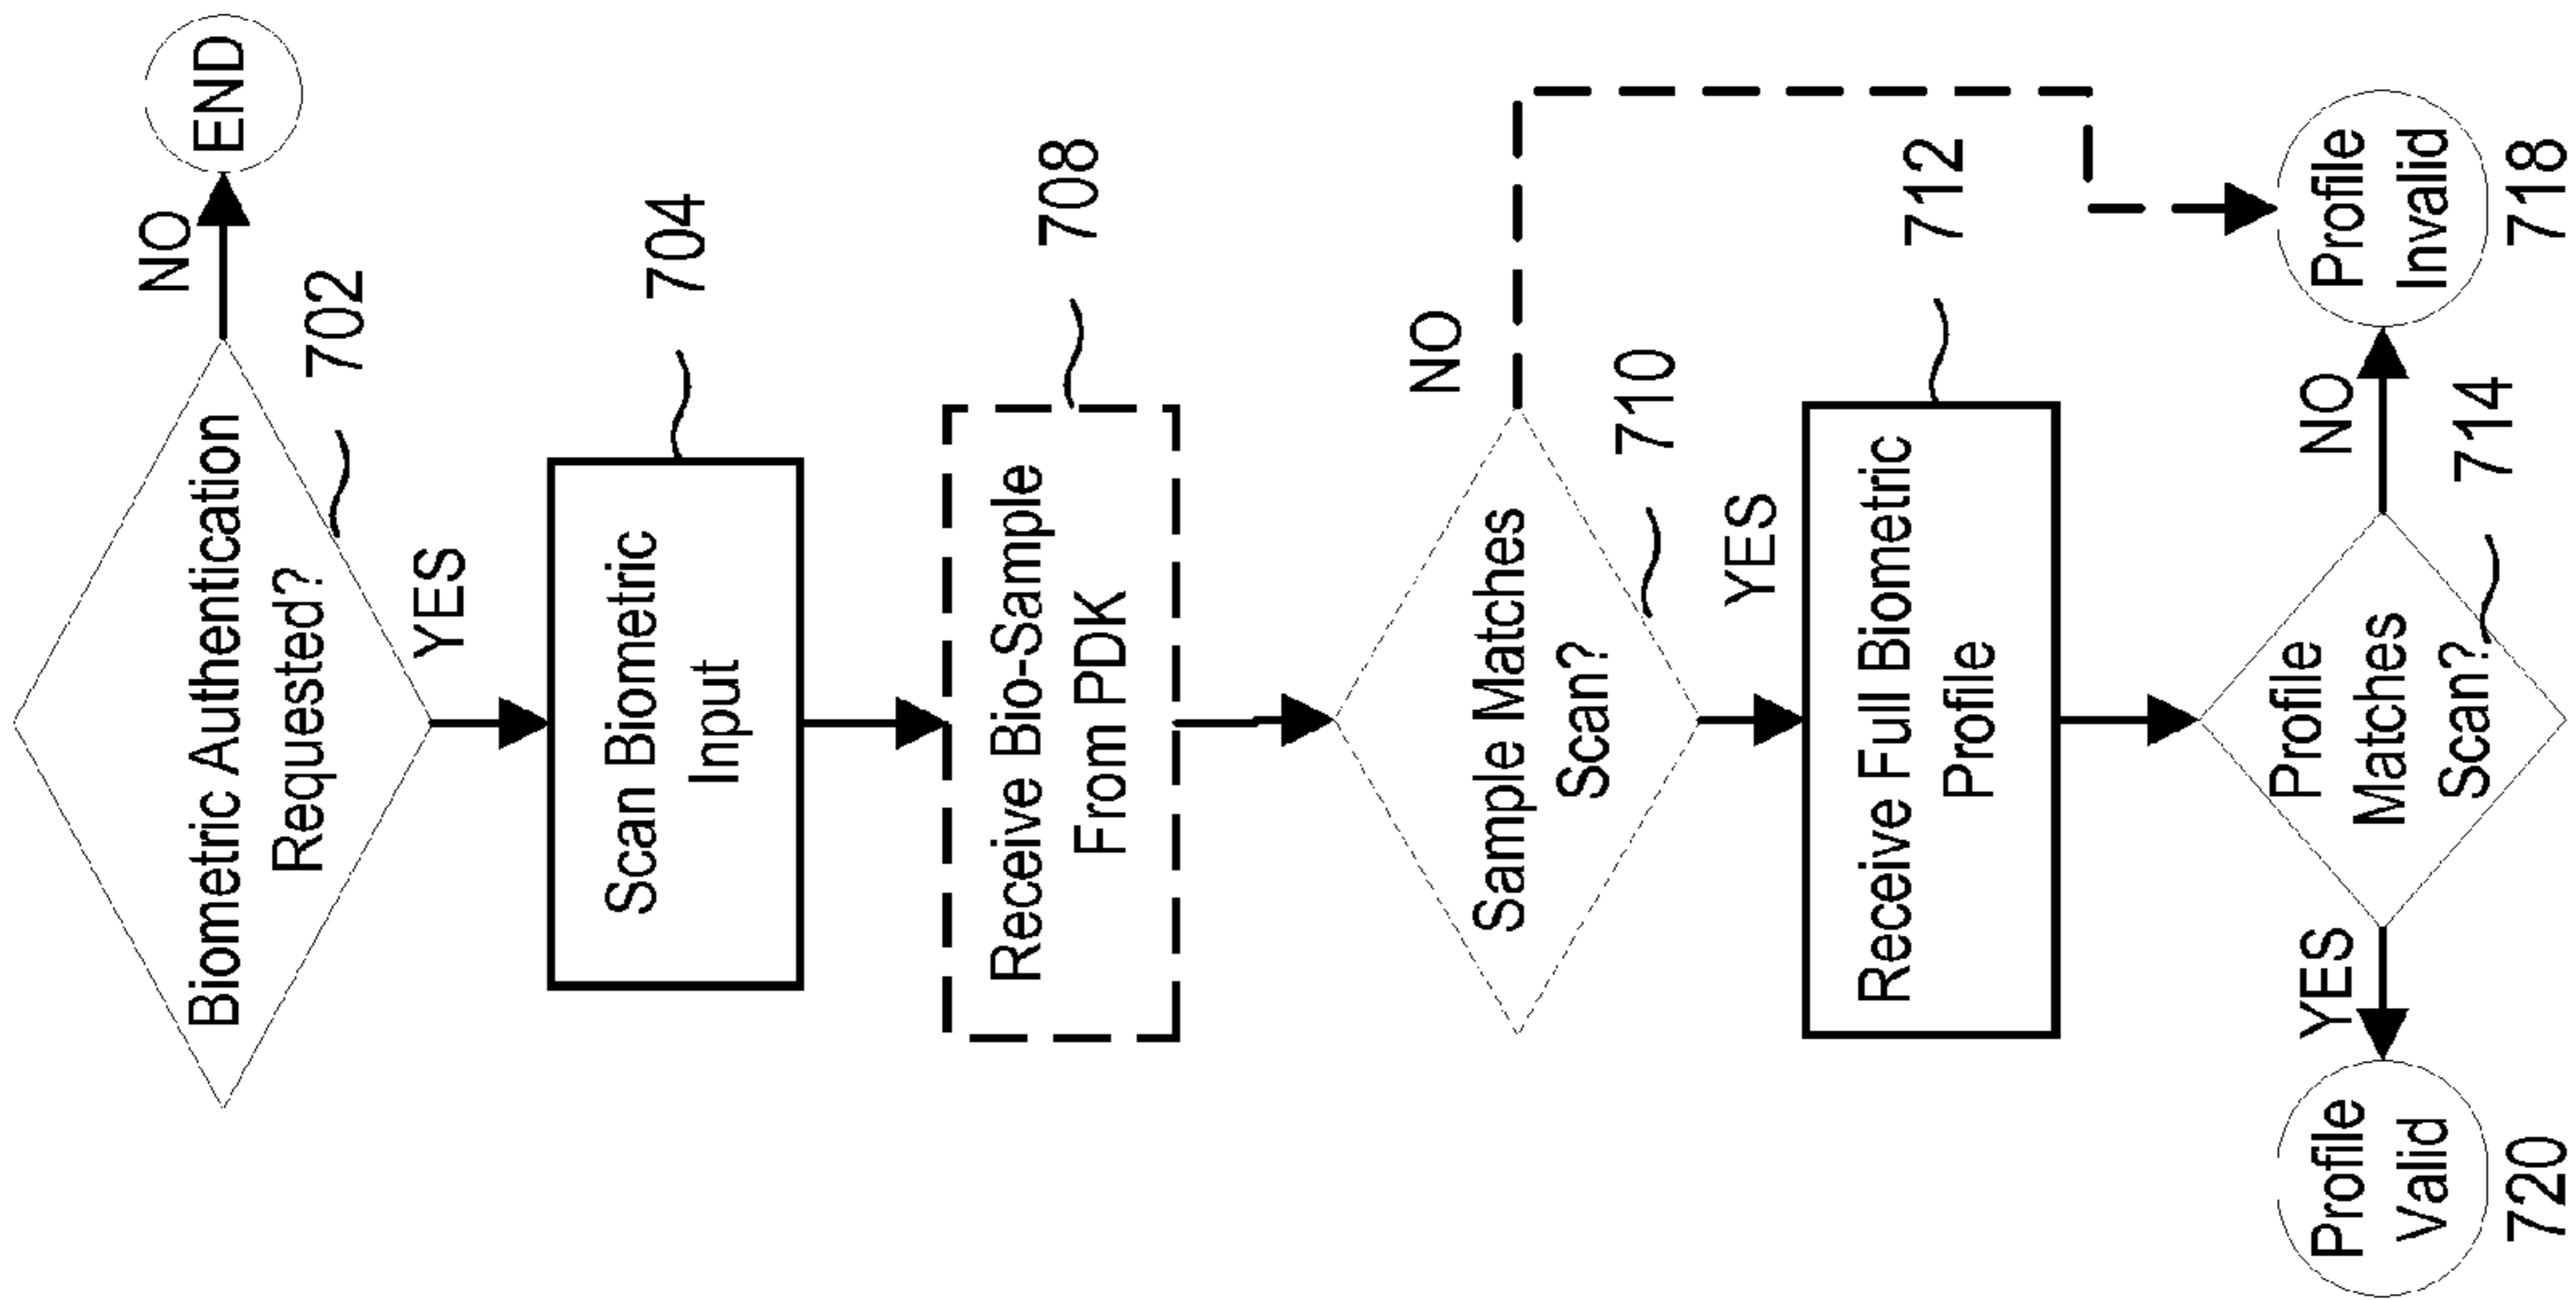 Biometric Authentication
Requested?
702
NO
END
YES
Scan Biometric
Input
704
Receive Bio-Sample
From PDK
708
Sample Matches
Scan?
710
NO
YES
Receive Full Biometric
Profile
712
Profile
Matches
Scan?
714
YES
NO
Profile
Valid
720
Profile
Invalid
718